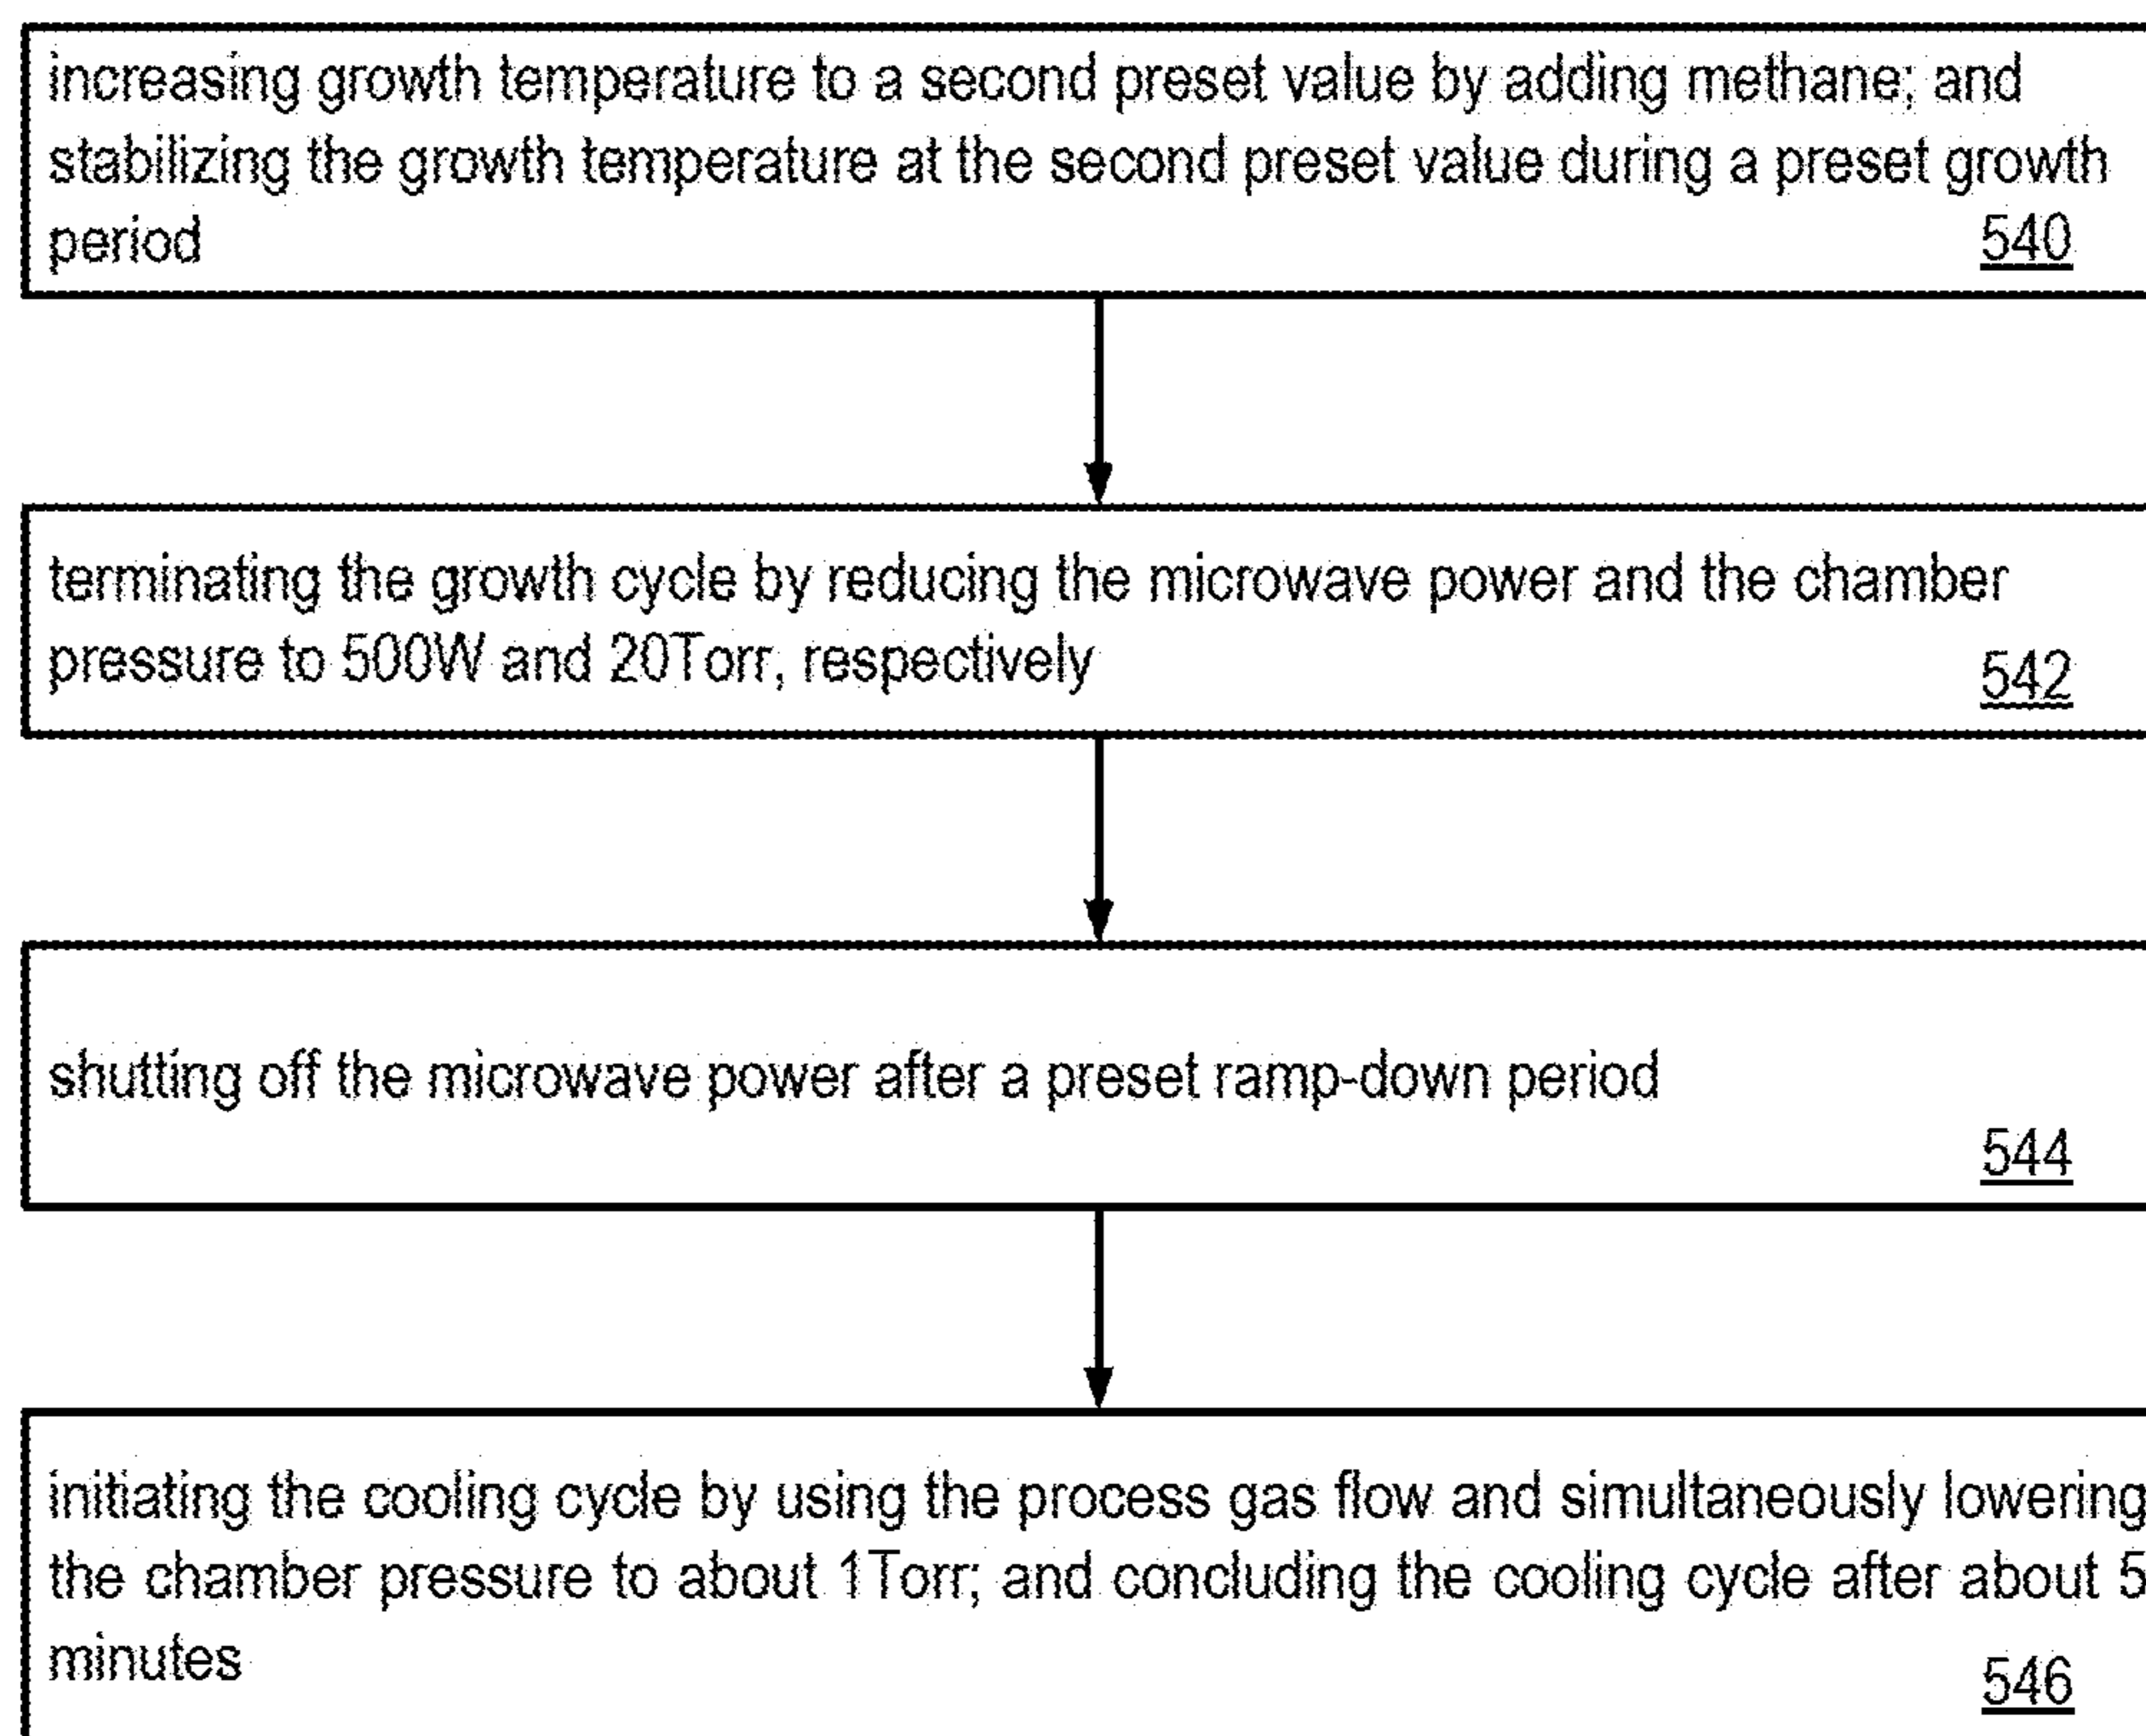 increasing growth temperature to a second preset value by adding methane; and
stabilizing the growth temperature at the second preset value during a preset growth
period
540
terminating the growth cycle by reducing the microwave power and the chamber
pressure to 500W and 20Torr, respectively
542
shutting off the microwave power after a preset ramp-down period
544
initiating the cooling cycle by using the process gas flow and simultaneously lowering
the chamber pressure to about 1Torr; and concluding the cooling cycle after about 5
minutes
546